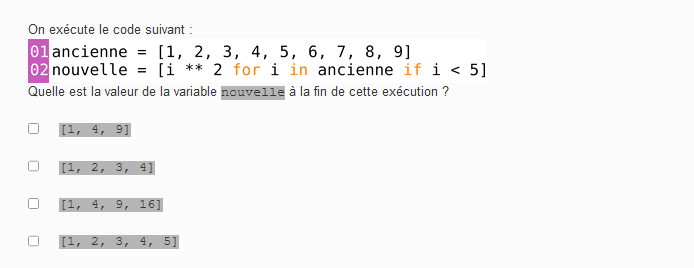 On exécute le code suivant :
01 ancienne = [1, 2, 3, 4, 5, 6, 7, 8, 9]
02 nouvelle = [i ** 2 for i in ancienne if i < 5]
Quelle est la valeur de la variable nouvelle à la fin de cette exécution ?
[1, 4, 9]
[1, 2, 3, 4]
[1, 4, 9, 16]
[1, 2, 3, 4, 5]